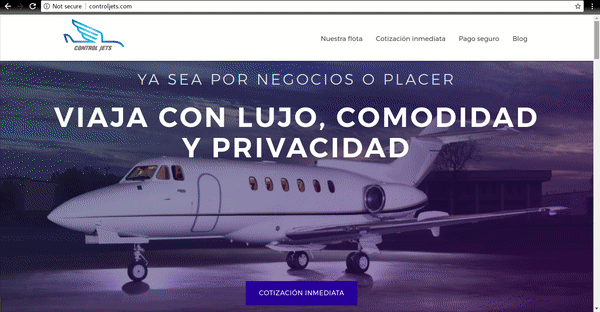 Not secure | controljets.com
CONTROL JETS
Nuestra flota Cotización inmediata Pago seguro Blog
YA SEA POR NEGOCIOS O PLACER
VIAJA CON LUJO, COMODIDAD
Y PRIVACIDAD
COTIZACIÓN INMEDIATA